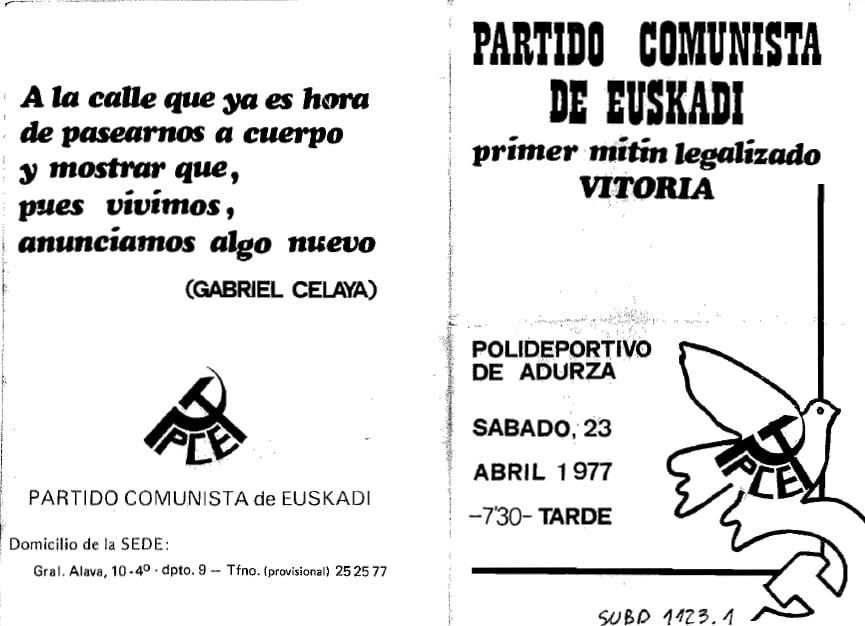 A la calle que ya es hora
de pasearnos a cuerpo
y mostrar que,
pues vivimos,
anunciamos algo nuevo
(GABRIEL CELAYA)
PCE
PARTIDO COMUNISTA de EUSKADI
Domicilio de la SEDE:
Gral. Alava, 10-4º - dpto. 9 — Tfno. (provisional) 25 25 77
PARTIDO COMUNISTA
DE EUSKADI
primer mitin legalizado
VITORIA
POLIDEPORTIVO
DE ADURZA
SABADO, 23
ABRIL 1977
-7'30- TARDE
PCE
SUBD 1123.1